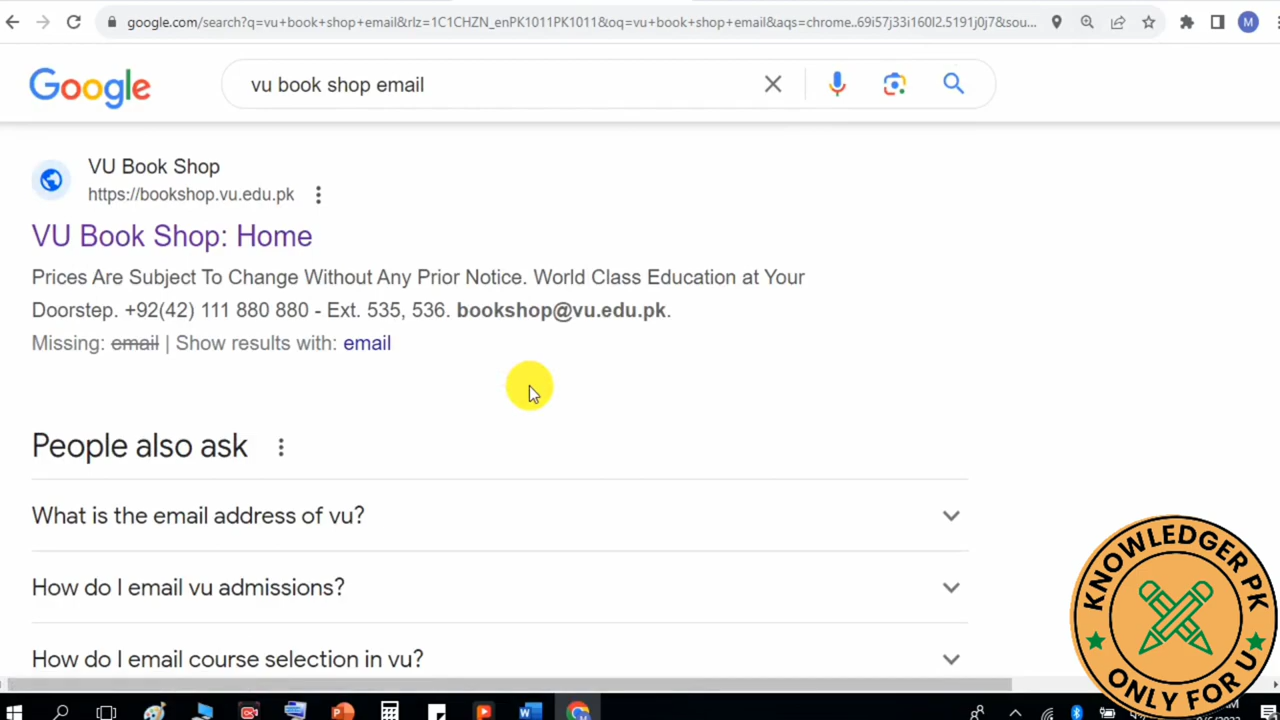 google.com/search?q=vu+book+shop+email&rlz=1C1CHZN_enPK1011PK1011&oq=vu+book+shop+email&aqs=chrome..69i57j33i160l2.5191j0j7&sou...
M
Google
vu book shop email
VU Book Shop
https://bookshop.vu.edu.pk
VU Book Shop: Home
Prices Are Subject To Change Without Any Prior Notice. World Class Education at Your
Doorstep. +92(42) 111 880 880 - Ext. 535, 536. bookshop@vu.edu.pk.
Missing: email | Show results with: email
People also ask
What is the email address of vu?
How do I email vu admissions?
How do I email course selection in vu?
KNOWLEDGER PK
ONLY FOR U